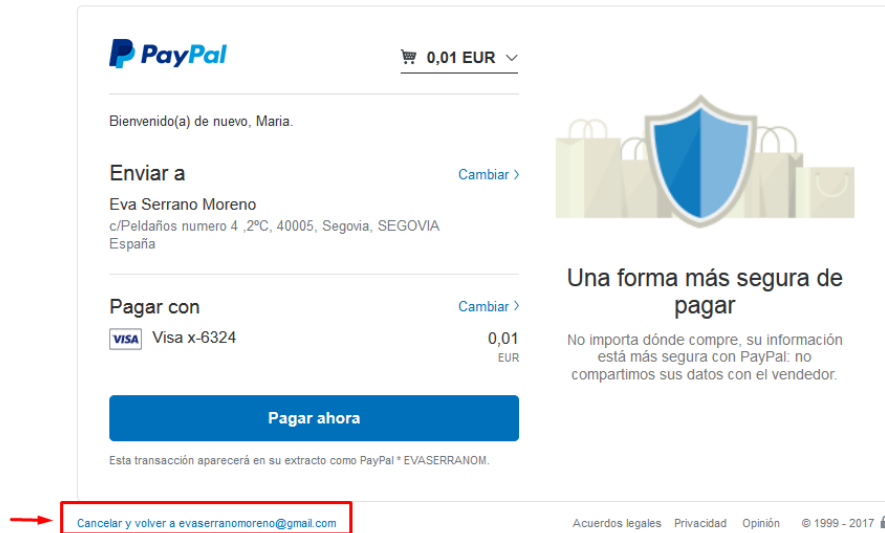 PayPal
0,01 EUR
Bienvenido(a) de nuevo, Maria.
Enviar a
Cambiar >
Eva Serrano Moreno
c/Peldaños numero 4 ,2ºC, 40005, Segovia, SEGOVIA
España
Pagar con
Cambiar >
VISA Visa x-6324
0,01
EUR
Pagar ahora
Esta transacción aparecerá en su extracto como PayPal * EVASERRANOM.
Una forma más segura de
pagar
No importa dónde compre, su información
está más segura con PayPal: no
compartimos sus datos con el vendedor.
Cancelar y volver a evaserranomoreno@gmail.com
Acuerdos legales Privacidad Opinión © 1999 - 2017